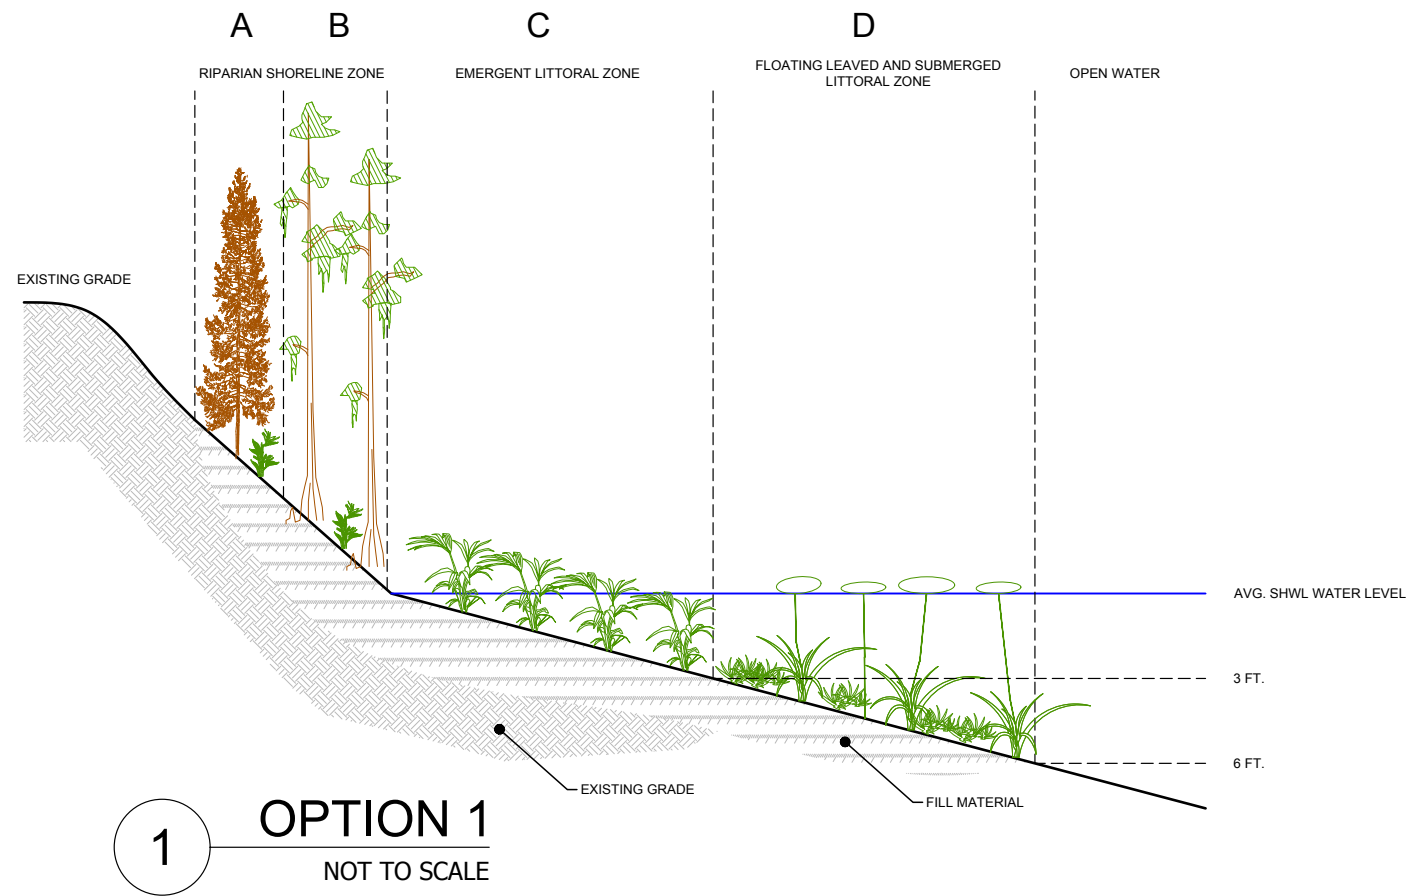 A B C D
RIPARIAN SHORELINE ZONE
EMERGENT LITTORAL ZONE
FLOATING LEAVED AND SUBMERGED
LITTORAL ZONE
OPEN WATER
EXISTING GRADE
AVG. SHWL WATER LEVEL
3 FT.
6 FT.
EXISTING GRADE
FILL MATERIAL
1
OPTION 1
NOT TO SCALE